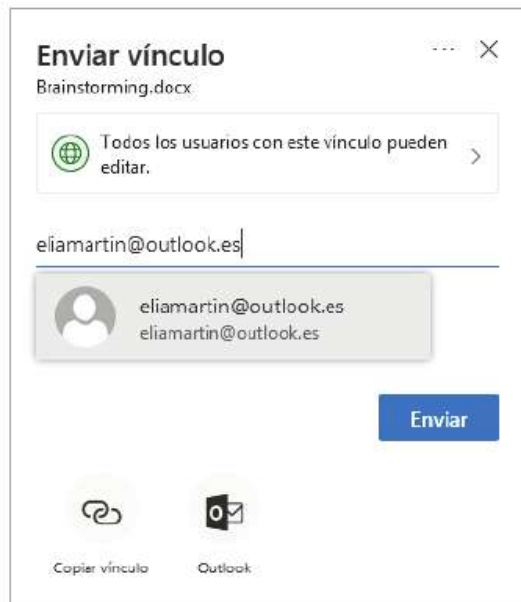 Enviar vínculo
Brainstorming.docx
Todos los usuarios con este vínculo pueden
editar.
eliamartin@outlook.es
eliamartin@outlook.es
eliamartin@outlook.es
Enviar
Copiar vínculo
Outlook